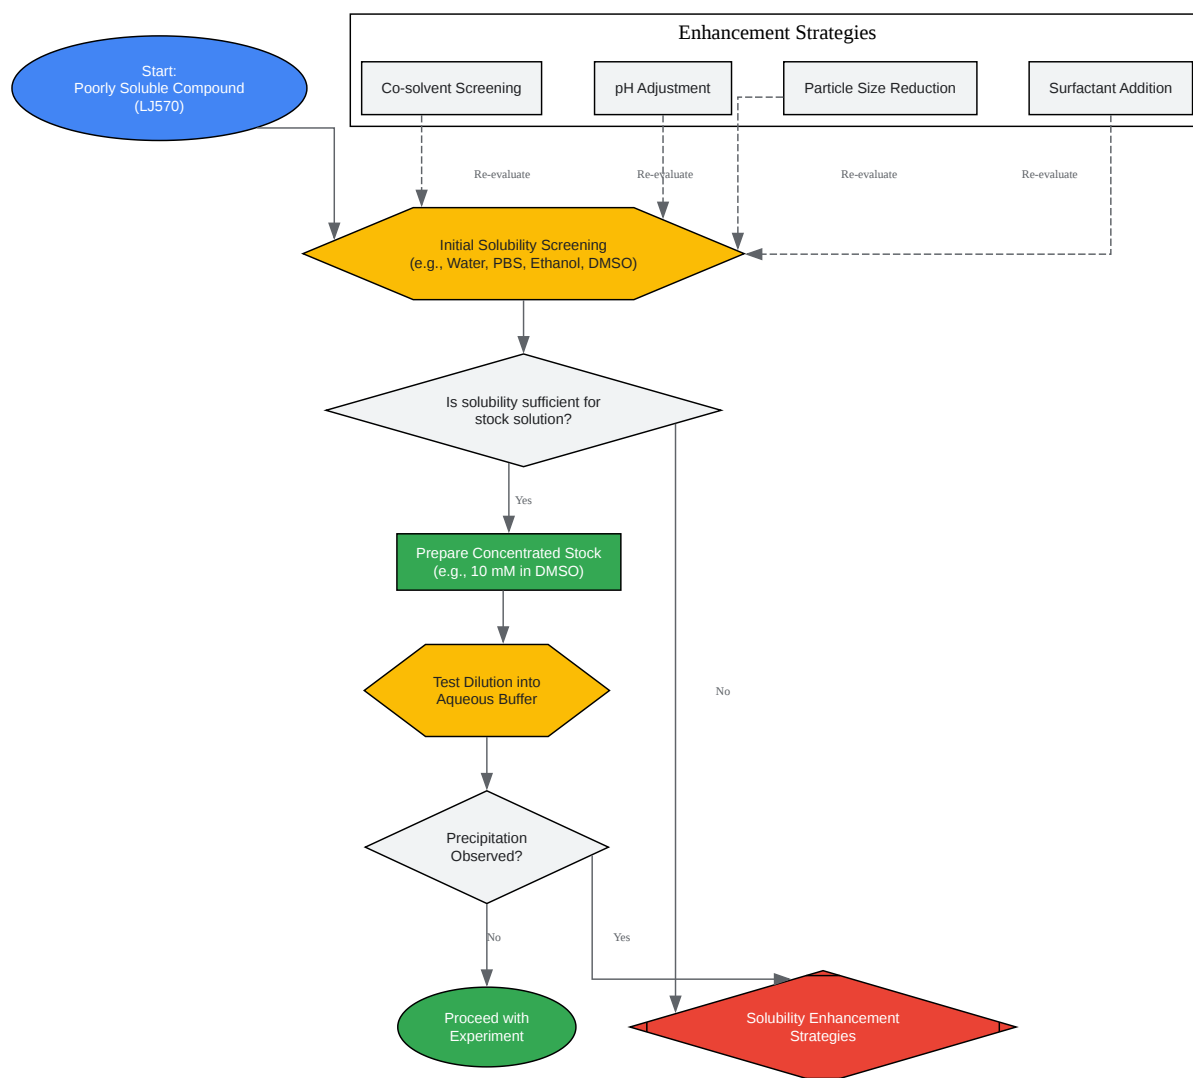 Enhancement Strategies
Start:
Poorly Soluble Compound
(LJ570)
Co-solvent Screening
pH Adjustment
Particle Size Reduction
Surfactant Addition
Re-evaluate
Re-evaluate
Re-evaluate
Re-evaluate
Initial Solubility Screening
(e.g., Water, PBS, Ethanol, DMSO)
Is solubility sufficient for
stock solution?
Yes
Prepare Concentrated Stock
(e.g., 10 mM in DMSO)
Test Dilution into
Aqueous Buffer
No
Precipitation
Observed?
No
Yes
Proceed with
Experiment
Solubility Enhancement
Strategies